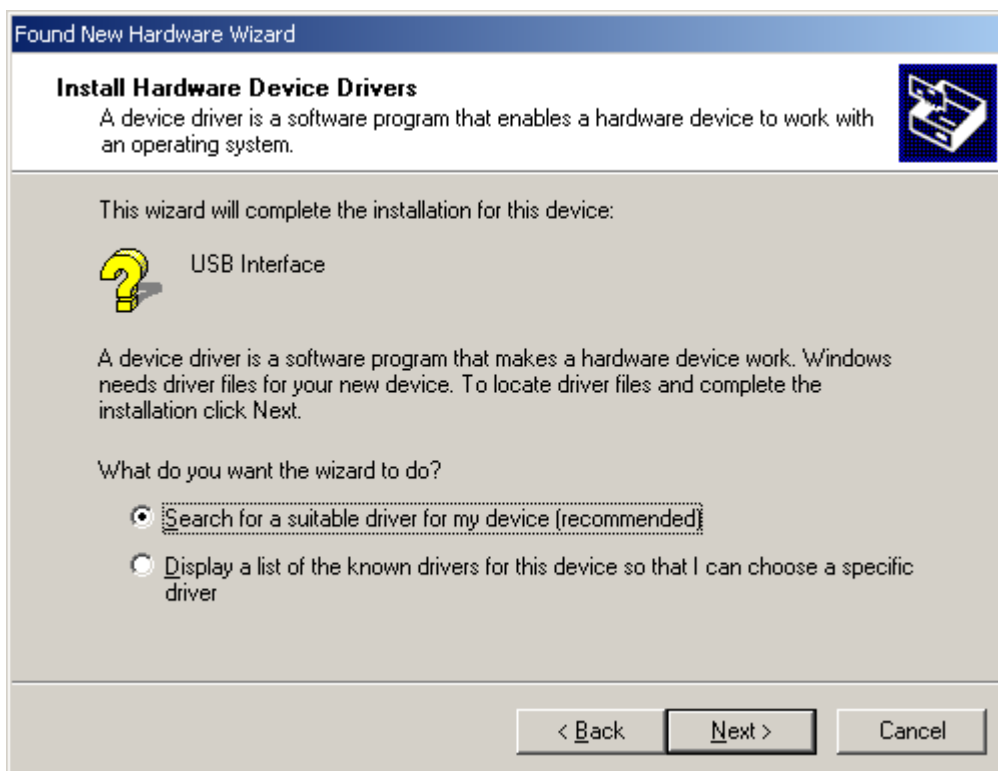 Found New Hardware Wizard
Install Hardware Device Drivers
A device driver is a software program that enables a hardware device to work with
an operating system.
This wizard will complete the installation for this device:
USB Interface
A device driver is a software program that makes a hardware device work. Windows
needs driver files for your new device. To locate driver files and complete the
installation click Next.
What do you want the wizard to do?
Search for a suitable driver for my device (recommended)
Display a list of the known drivers for this device so that I can choose a specific
driver
< Back
Next >
Cancel